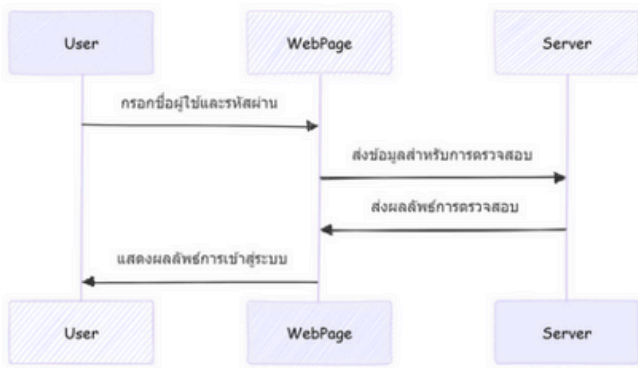 User WebPage Server
กรอกชื่อผู้ใช้และรหัสผ่าน
ส่งข้อมูลสำหรับการตรวจสอบ
ส่งผลลัพธ์การตรวจสอบ
แสดงผลลัพธ์การเข้าสู่ระบบ
User WebPage Server